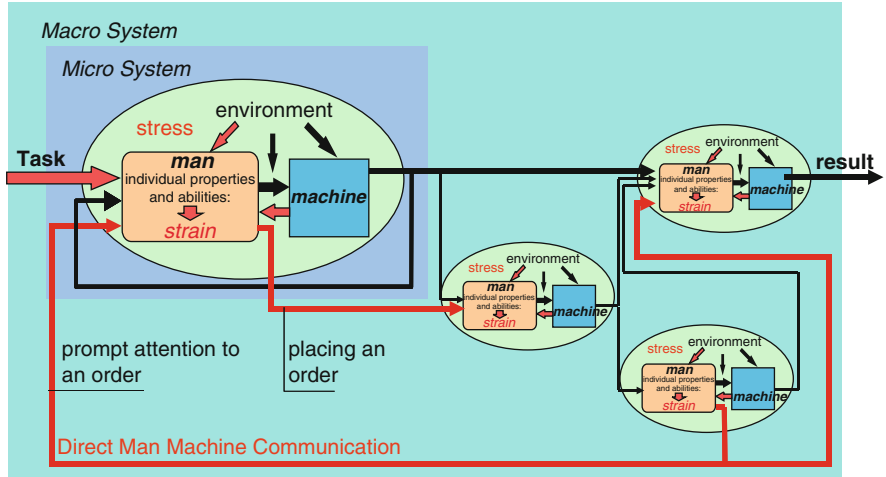 Macro System
Micro System
environment
stress
Task
man
individual properties
and abilities:
strain
machine
environment
stress
man
individual properties
and abilities:
strain
machine
result
environment
stress
man
individual properties
and abilities:
strain
machine
environment
stress
man
individual properties
and abilities:
strain
machine
prompt attention to
an order
placing an
order
Direct Man Machine Communication